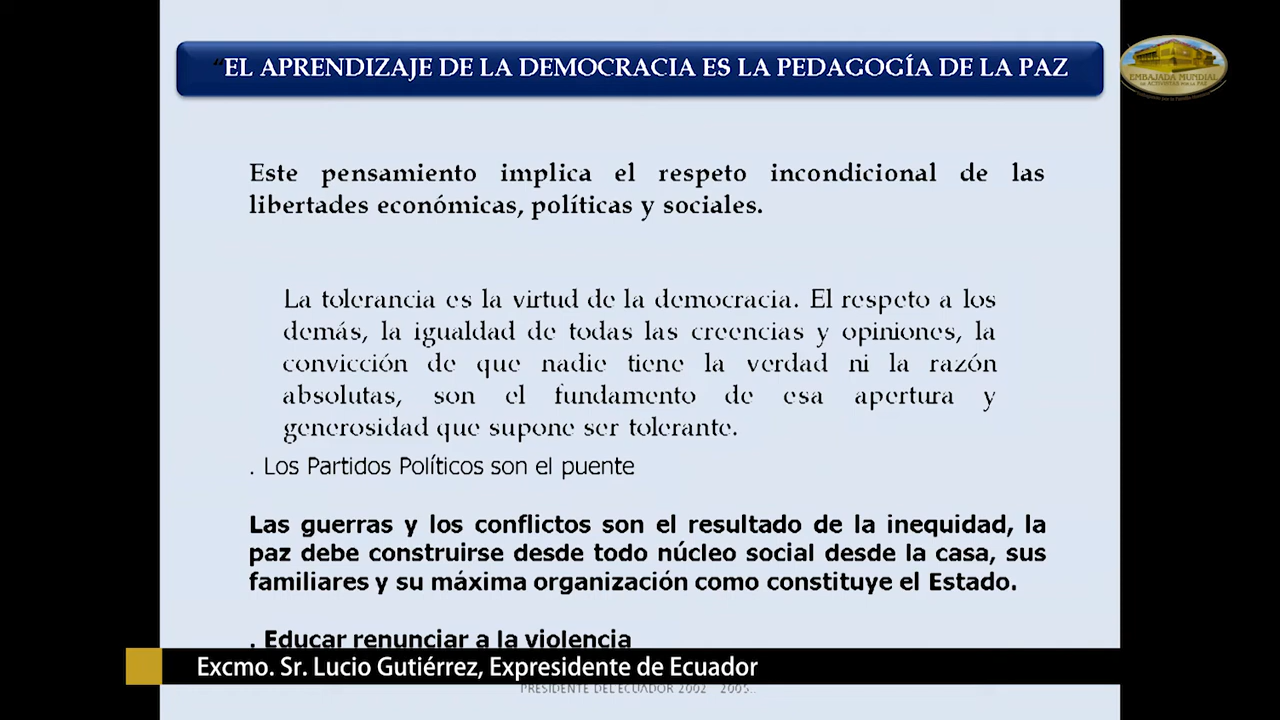 “EL APRENDIZAJE DE LA DEMOCRACIA ES LA PEDAGOGÍA DE LA PAZ
EMBAJADA MUNDIAL
DE ACTIVISTAS POR LA PAZ
Este pensamiento implica el respeto incondicional de las
libertades económicas, políticas y sociales.
La tolerancia es la virtud de la democracia. El respeto a los
demás, la igualdad de todas las creencias y opiniones, la
convicción de que nadie tiene la verdad ni la razón
absolutas, son el fundamento de esa apertura y
generosidad que supone ser tolerante.
. Los Partidos Políticos son el puente
Las guerras y los conflictos son el resultado de la inequidad, la
paz debe construirse desde todo núcleo social desde la casa, sus
familiares y su máxima organización como constituye el Estado.
. Educar renunciar a la violencia
Excmo. Sr. Lucio Gutiérrez, Expresidente de Ecuador
PRESIDENTE DEL ECUADOR 2002 2005..